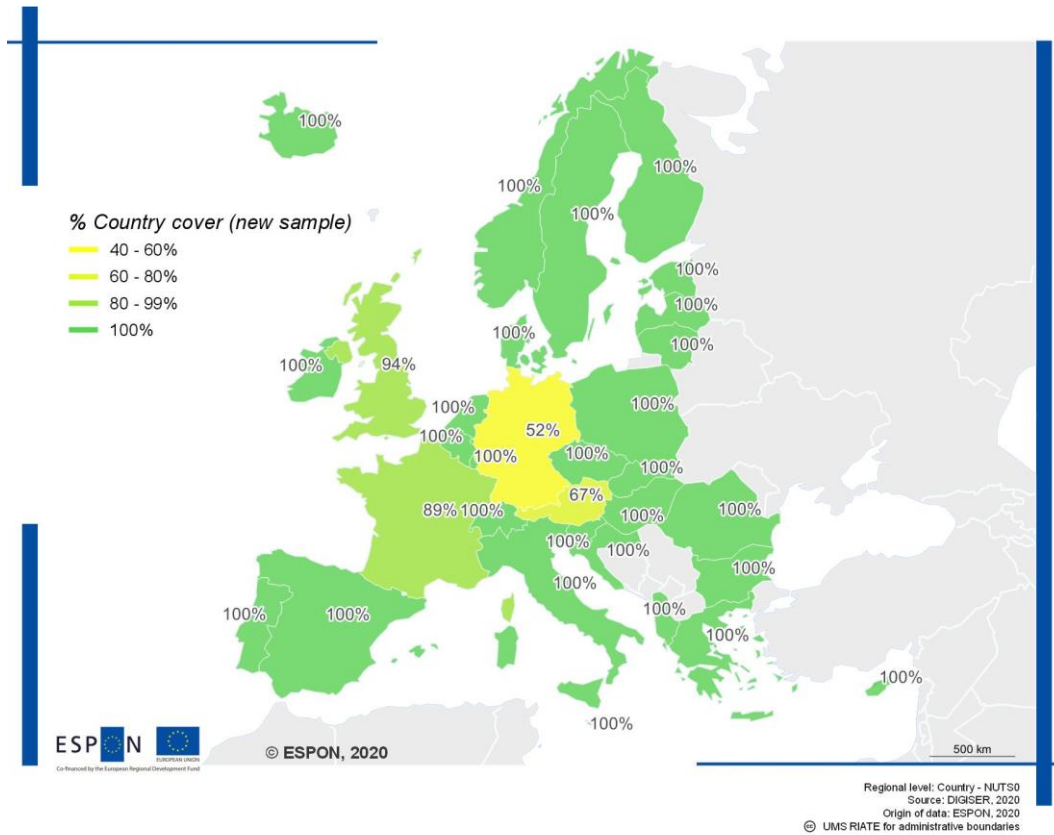 100%
% Country cover (new sample)
40 - 60%
60 - 80%
80 - 99%
100%
100%
100%
100%
100%
100%
100%
100%
100%
94%
100%
100%
52%
100%
100%
100%
100%
100%
67%
89%
100%
100%
100%
100%
100%
100%
100%
100%
100%
100%
100%
100%
100%
ESPON
EUROPEAN UNION
Co-financed by the European Regional Development Fund
© ESPON, 2020
500 km
Regional level: Country - NUTS0
Source: DIGISER, 2020
Origin of data: ESPON, 2020
UMS RIATE for administrative boundaries